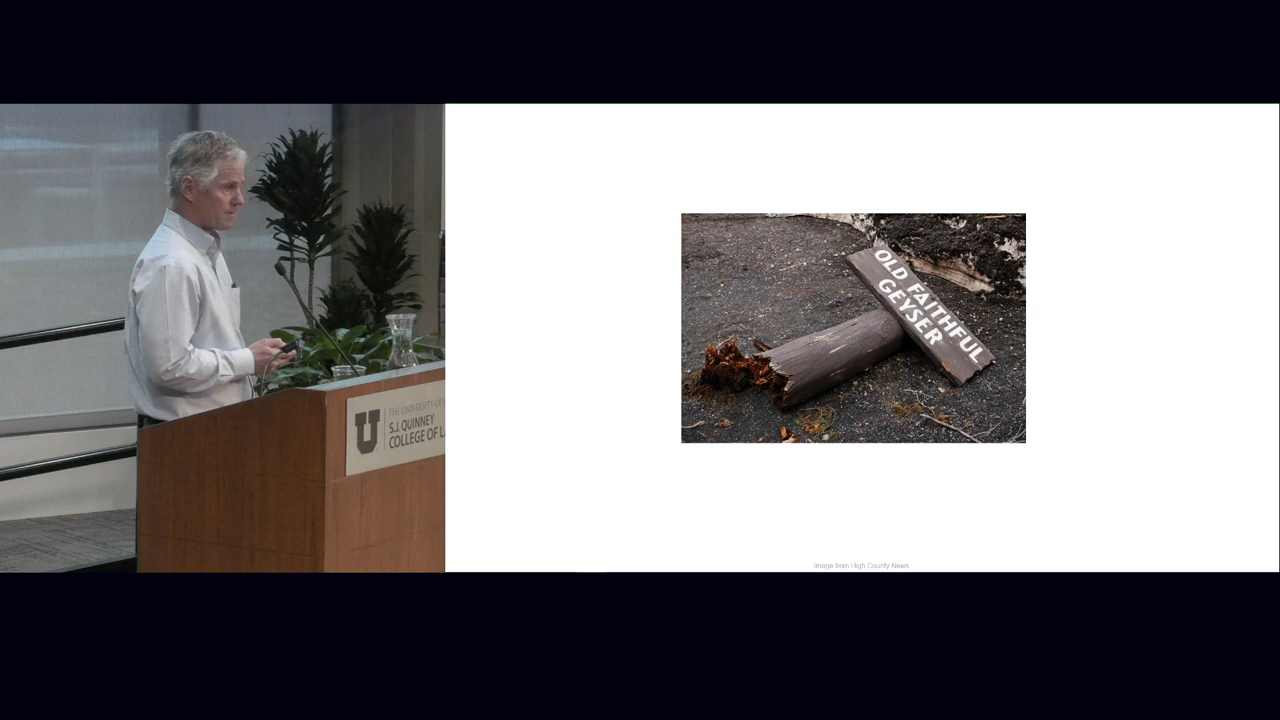 U
THE UNIVERSITY OF
S.J. QUINNEY
COLLEGE OF L
OLD FAITHFUL
GEYSER
Image from High County News